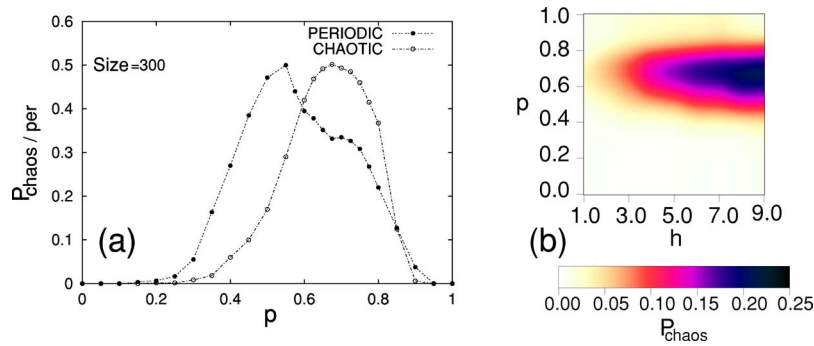 0.6
0.5
0.4
0.3
0.2
0.1
0
P chaos / per
PERIODIC
CHAOTIC
Size=300
(a)
0 0.2 0.4 0.6 0.8 1
p
1.0
0.8
0.6
0.4
0.2
0.0
p
1.0 3.0 5.0 7.0 9.0
h
(b)
0.00 0.05 0.10 0.15 0.20 0.25
P chaos